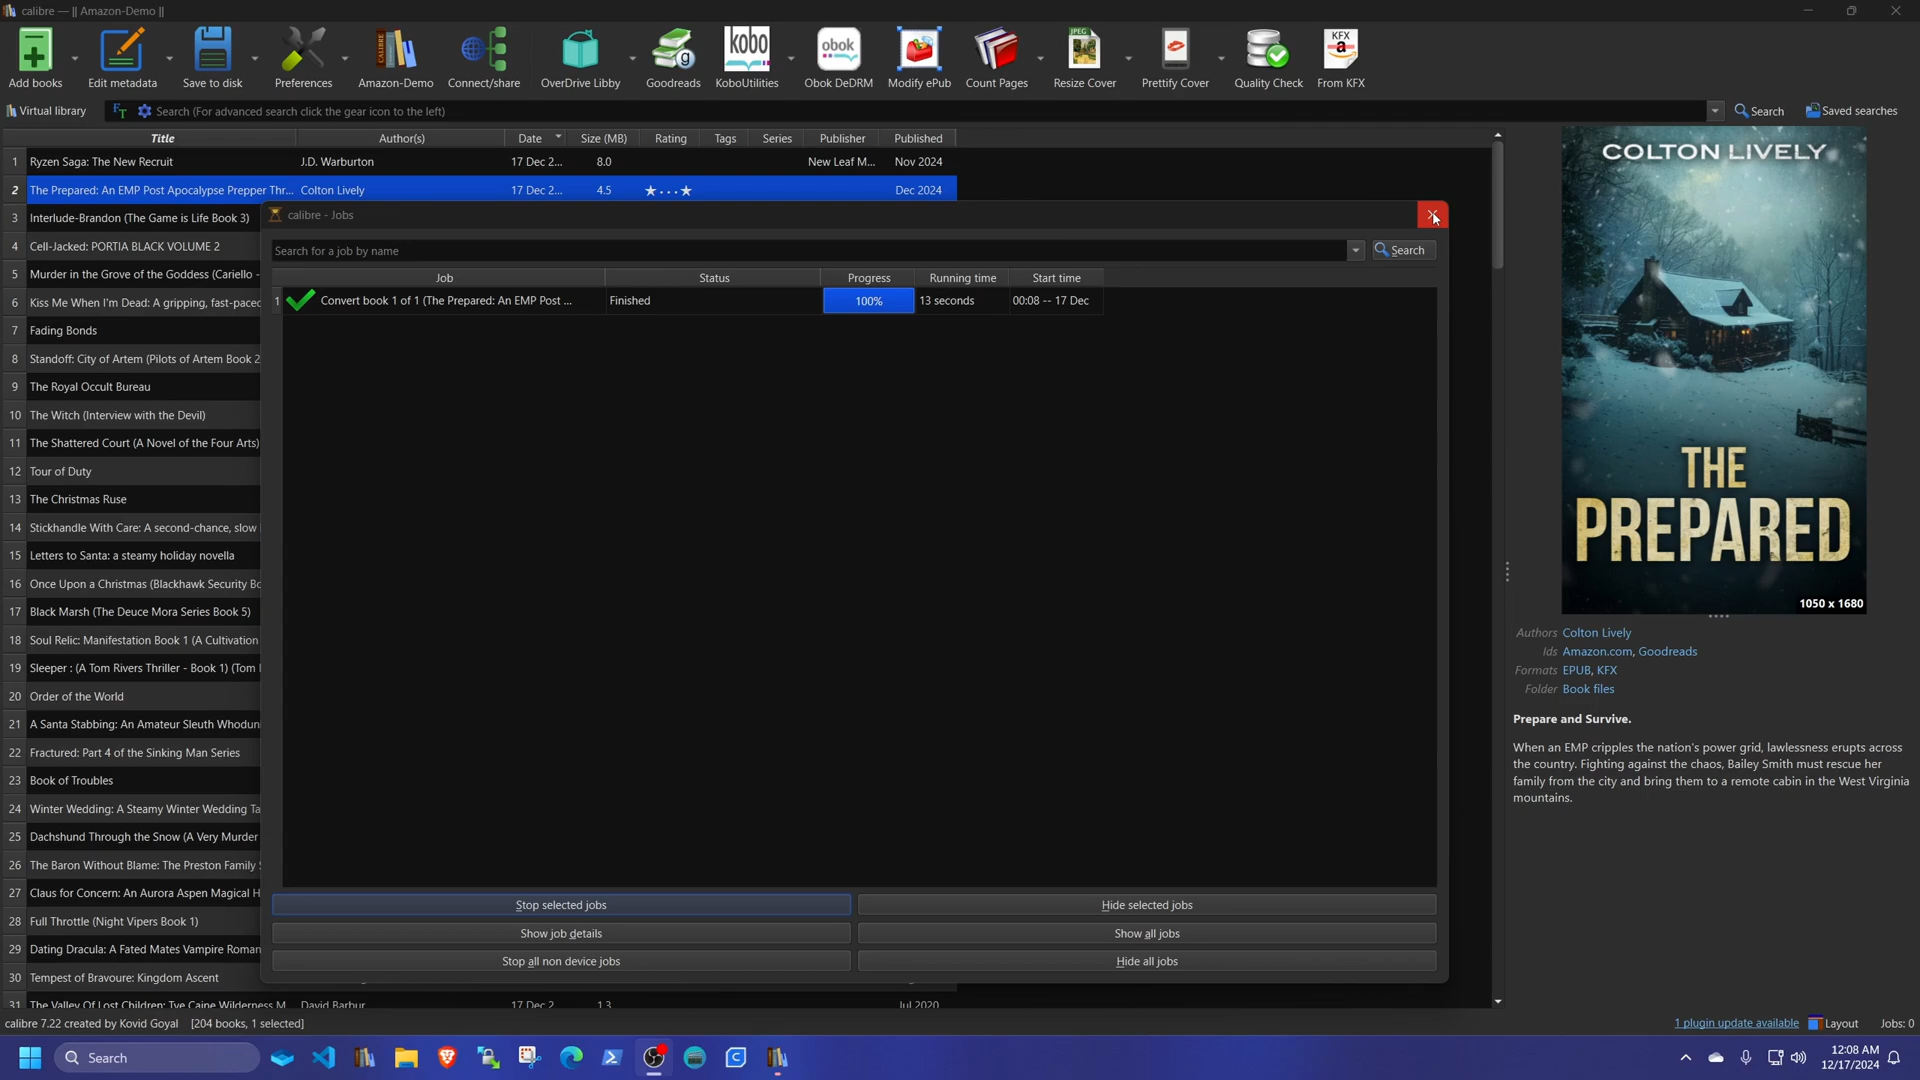 calibre — || Amazon-Demo ||
Add books
Edit metadata
Save to disk
Preferences
Amazon-Demo
Connect/share
OverDrive Libby
Goodreads
kobo
KoboUtilities
obok
Obok DeDRM
Modify ePub
Count Pages
JPEG
Resize Cover
Prettify Cover
Quality Check
KFX
From KFX
Virtual library
Search (For advanced search click the gear icon to the left)
Search
Saved searches
Title Author(s) Date Size (MB) Rating Tags Series Publisher Published
1 Ryzen Saga: The New Recruit J.D. Warburton 17 Dec 2... 8.0 New Leaf M... Nov 2024
2 The Prepared: An EMP Post Apocalypse Prepper Thr... Colton Lively 17 Dec 2... 4.5 ★...★ Dec 2024
3 Interlude-Brandon (The Game is Life Book 3)
4 Cell-Jacked: PORTIA BLACK VOLUME 2
5 Murder in the Grove of the Goddess (Cariello -
6 Kiss Me When I'm Dead: A gripping, fast-paced
7 Fading Bonds
8 Standoff: City of Artem (Pilots of Artem Book 2
9 The Royal Occult Bureau
10 The Witch (Interview with the Devil)
11 The Shattered Court (A Novel of the Four Arts)
12 Tour of Duty
13 The Christmas Ruse
14 Stickhandle With Care: A second-chance, slow
15 Letters to Santa: a steamy holiday novella
16 Once Upon a Christmas (Blackhawk Security Bo
17 Black Marsh (The Deuce Mora Series Book 5)
18 Soul Relic: Manifestation Book 1 (A Cultivation
19 Sleeper : (A Tom Rivers Thriller - Book 1) (Tom
20 Order of the World
21 A Santa Stabbing: An Amateur Sleuth Whoduni
22 Fractured: Part 4 of the Sinking Man Series
23 Book of Troubles
24 Winter Wedding: A Steamy Winter Wedding Ta
25 Dachshund Through the Snow (A Very Murder
26 The Baron Without Blame: The Preston Family
27 Claus for Concern: An Aurora Aspen Magical H
28 Full Throttle (Night Vipers Book 1)
29 Dating Dracula: A Fated Mates Vampire Roman
30 Tempest of Bravoure: Kingdom Ascent
31 The Valley Of Lost Children: Tye Caine Wilderness M... David Barbur 17 Dec 2... 1.3 Jul 2020
calibre - Jobs
Search for a job by name
Search
Job Status Progress Running time Start time
1 Convert book 1 of 1 (The Prepared: An EMP Post ... Finished 100% 13 seconds 00:08 -- 17 Dec
Stop selected jobs
Hide selected jobs
Show job details
Show all jobs
Stop all non device jobs
Hide all jobs
COLTON LIVELY
THE
PREPARED
1050 x 1680
Authors Colton Lively
Ids Amazon.com, Goodreads
Formats EPUB, KFX
Folder Book files
Prepare and Survive.
When an EMP cripples the nation's power grid, lawlessness erupts across
the country. Fighting against the chaos, Bailey Smith must rescue her
family from the city and bring them to a remote cabin in the West Virginia
mountains.
calibre 7.22 created by Kovid Goyal [204 books, 1 selected]
1 plugin update available
Layout
Jobs: 0
Search
12:08 AM
12/17/2024